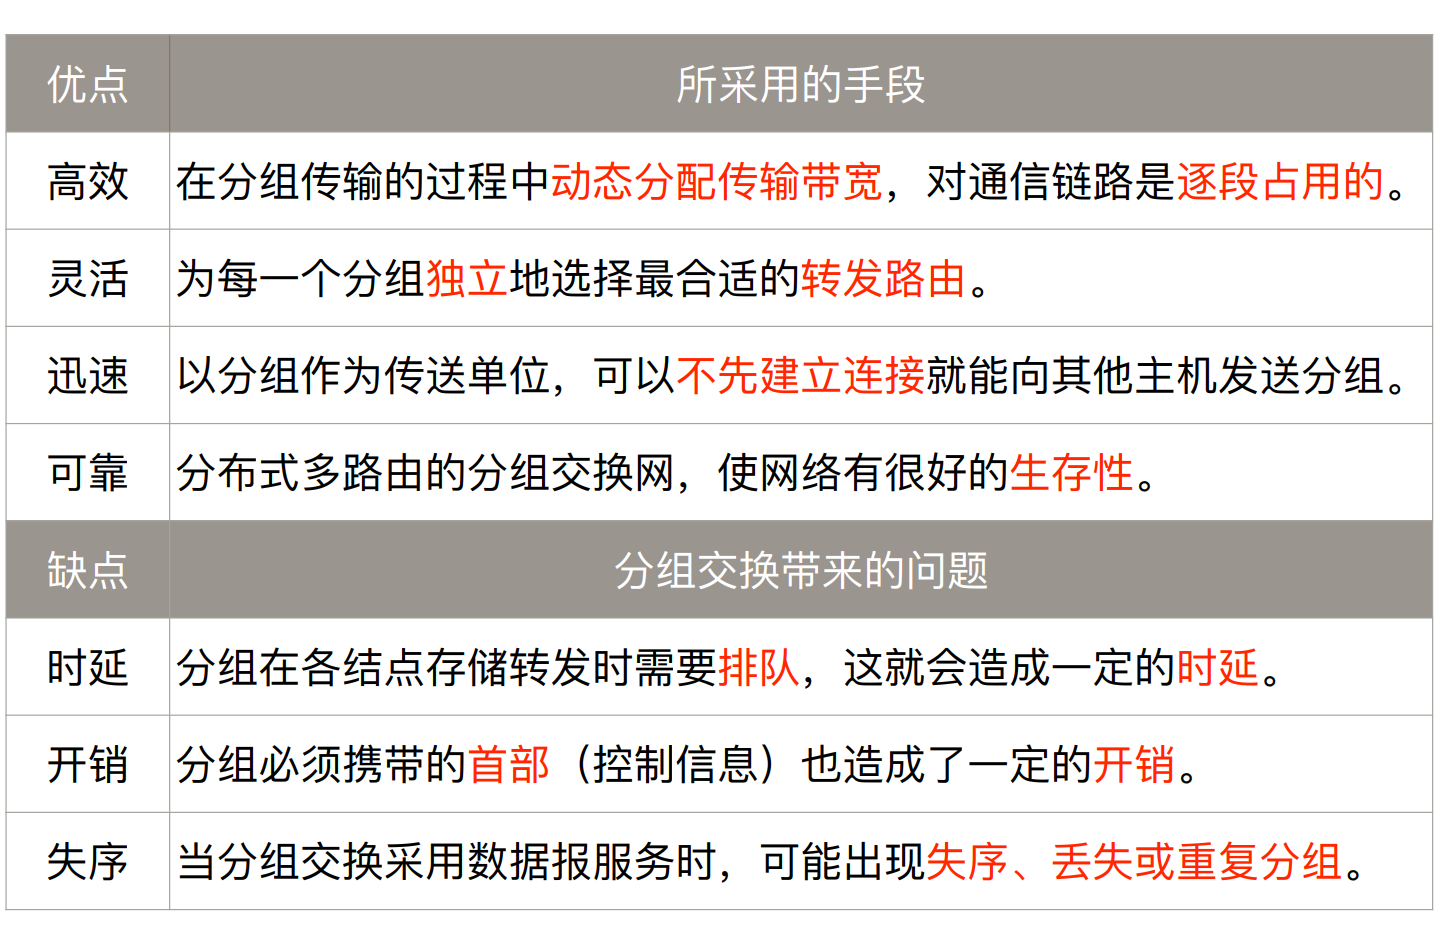 优点 所采用的手段
高效 在分组传输的过程中动态分配传输带宽，对通信链路是逐段占用的。
灵活 为每一个分组独立地选择最合适的转发路由。
迅速 以分组作为传送单位，可以不先建立连接就能向其他主机发送分组。
可靠 分布式多路由的分组交换网，使网络有很好的生存性。
缺点 分组交换带来的问题
时延 分组在各结点存储转发时需要排队，这就会造成一定的时延。
开销 分组必须携带的首部（控制信息）也造成了一定的开销。
失序 当分组交换采用数据报服务时，可能出现失序、丢失或重复分组。